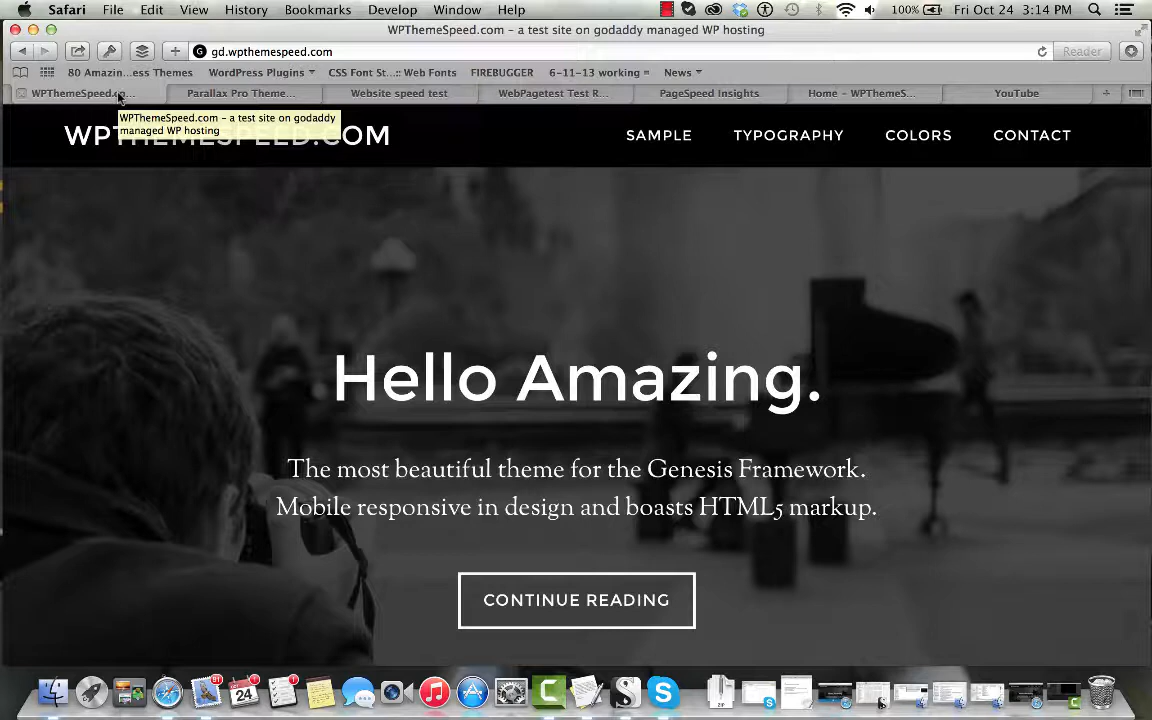 Safari File Edit View History Bookmarks Develop Window Help 100% Fri Oct 24 3:14 PM
WPThemeSpeed.com – a test site on godaddy managed WP hosting
gd.wpthemespeed.com Reader
80 Amazin...ess Themes WordPress Plugins CSS Font St...:: Web Fonts FIREBUGGER 6-11-13 working = News
Parallax Pro Theme... Website speed test WebPagetest Test R... PageSpeed Insights Home – WPThemeS... YouTube
WPThemeSpeed.com – a test site on godaddy
managed WP hosting
WPTHEMESPEED.COM SAMPLE TYPOGRAPHY COLORS CONTACT
Hello Amazing.
The most beautiful theme for the Genesis Framework.
Mobile responsive in design and boasts HTML5 markup.
CONTINUE READING
91 24